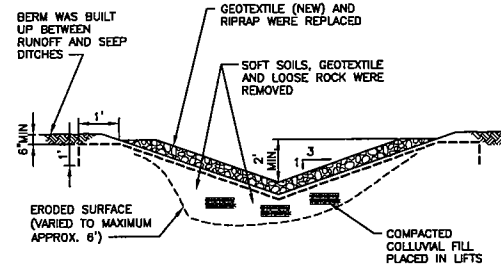 BERM WAS BUILT
UP BETWEEN
RUNOFF AND SEEP
DITCHES
GEOTEXTILE (NEW) AND
RIPRAP WERE REPLACED
SOFT SOILS, GEOTEXTILE
AND LOOSE ROCK WERE
REMOVED
1'
6" MIN
1'
2'
MIN.
3
1
ERODED SURFACE
(VARIED TO MAXIMUM
APPROX. 6')
COMPACTED
COLLUVIAL FILL
PLACED IN LIFTS